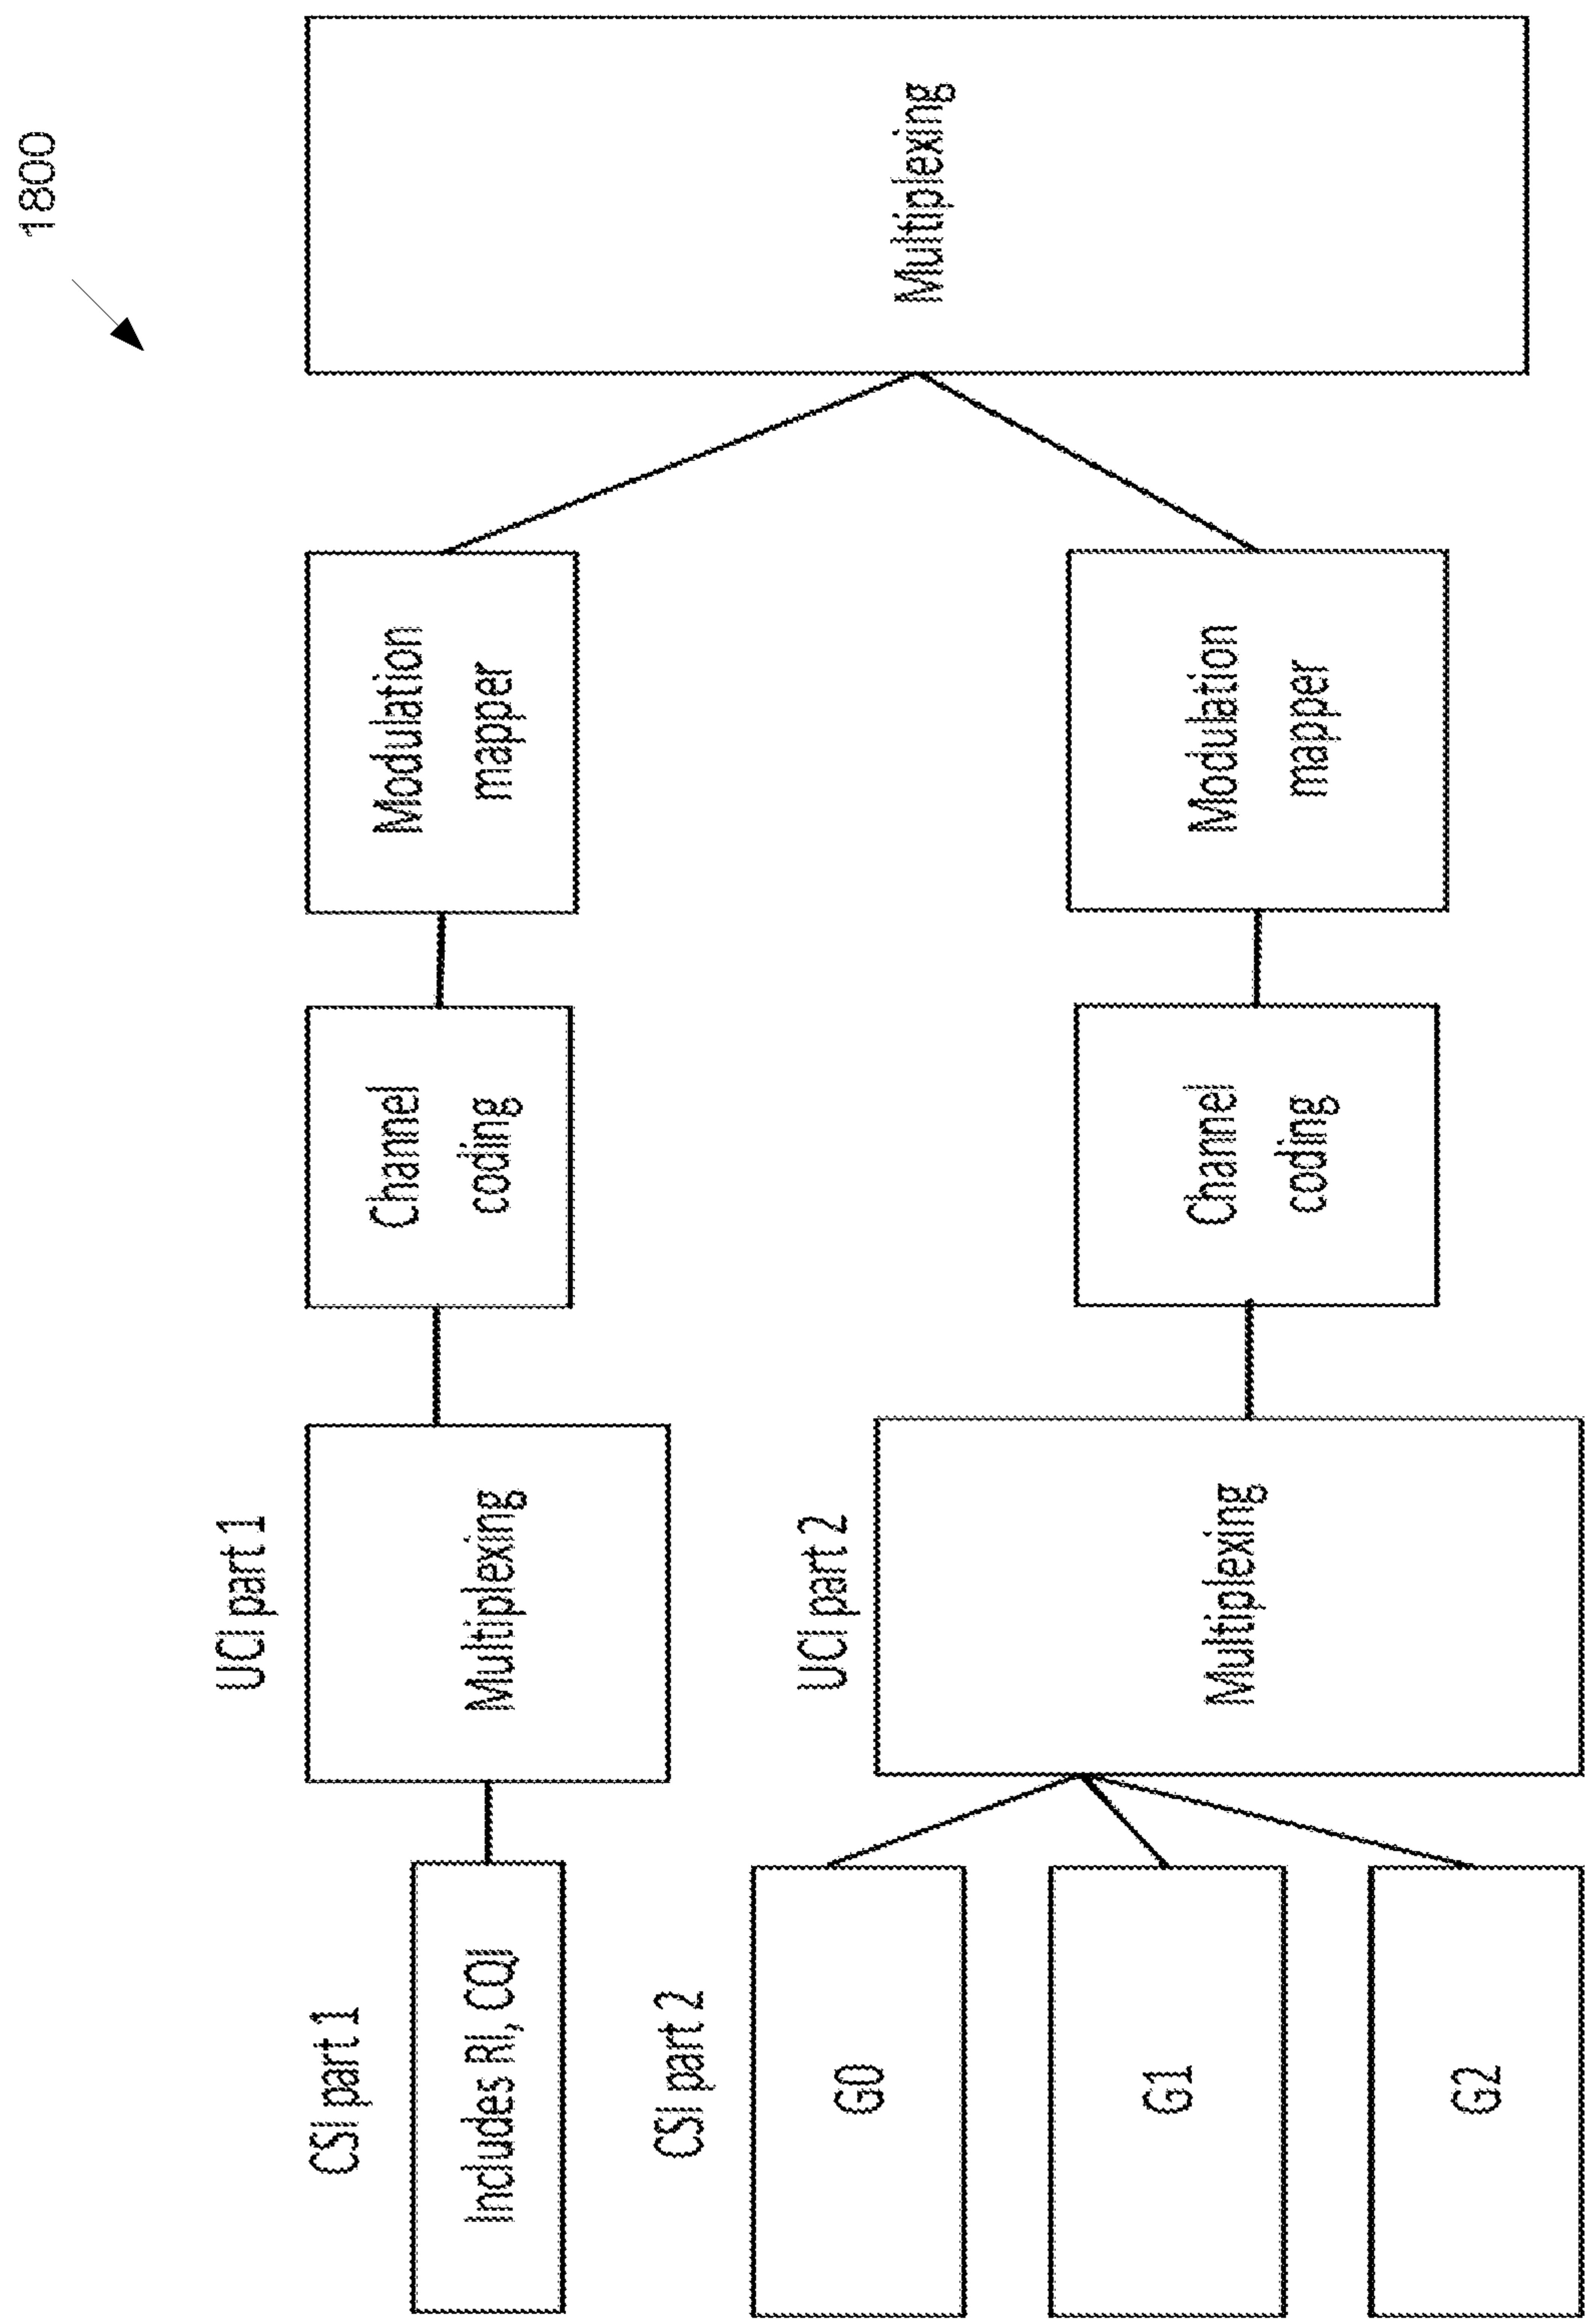 1800
CSI part 1
Includes RI, CQI
UCI part 1
Multiplexing
Channel
coding
Modulation
mapper
Multiplexing
CSI part 2
G0
G1
G2
UCI part 2
Multiplexing
Channel
coding
Modulation
mapper